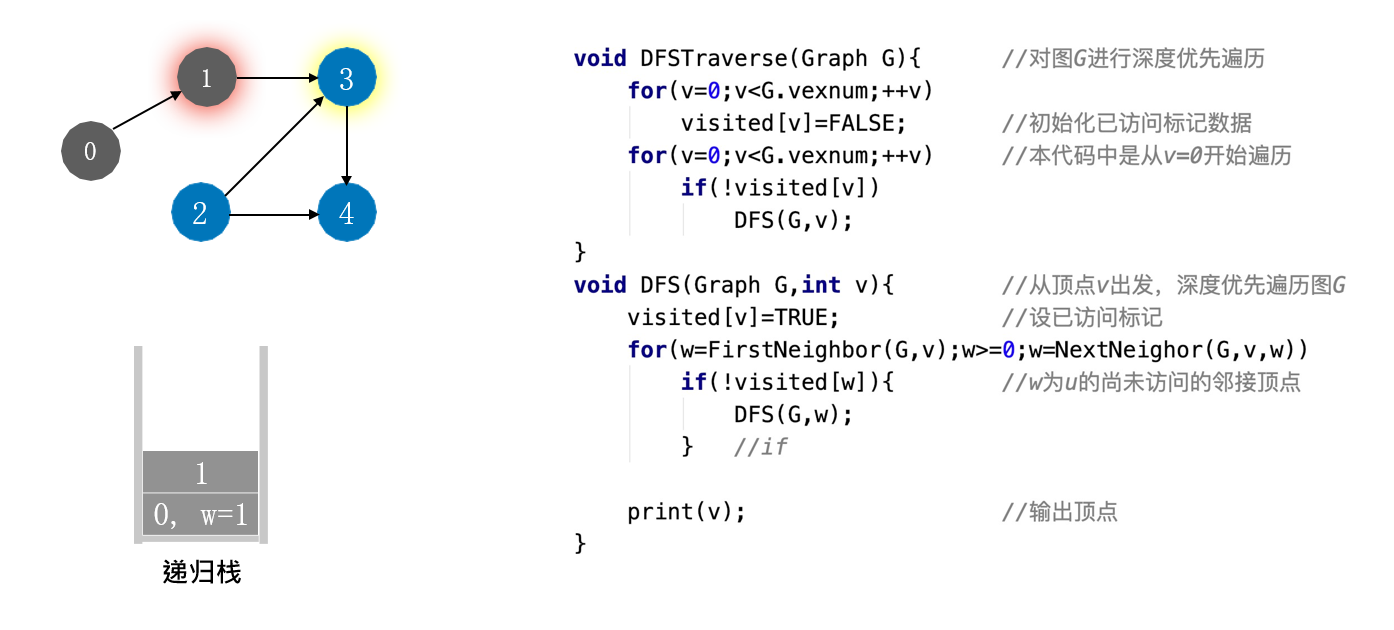 1
3
0
2
4
1
0, w=1
递归栈
void DFSTraverse(Graph G){ //对图G进行深度优先遍历
for(v=0;v<G.vexnum;++v)
visited[v]=FALSE; //初始化已访问标记数据
for(v=0;v<G.vexnum;++v) //本代码中是从v=0开始遍历
if(!visited[v])
DFS(G,v);
}
void DFS(Graph G,int v){ //从顶点v出发，深度优先遍历图G
visited[v]=TRUE; //设已访问标记
for(w=FirstNeighbor(G,v);w>=0;w=NextNeighor(G,v,w))
if(!visited[w]){ //w为u的尚未访问的邻接顶点
DFS(G,w);
} //if
print(v); //输出顶点
}